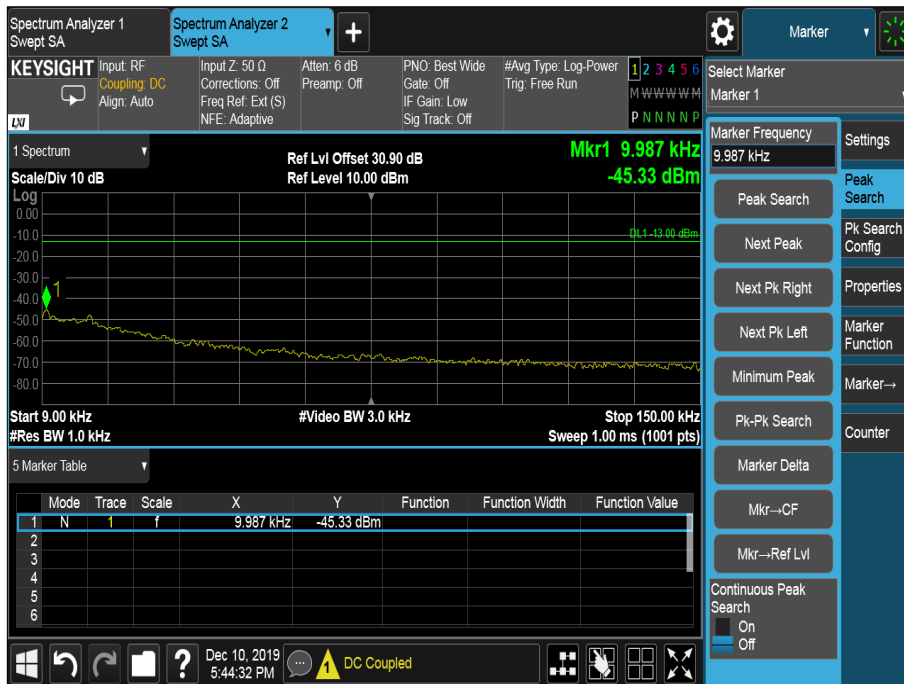 Spectrum Analyzer 1
Swept SA
Spectrum Analyzer 2
Swept SA
Marker
KEYSIGHT
LXI
Input: RF
Coupling: DC
Align: Auto
Input Z: 50 Ω
Corrections: Off
Freq Ref: Ext (S)
NFE: Adaptive
Atten: 6 dB
Preamp: Off
PNO: Best Wide
Gate: Off
IF Gain: Low
Sig Track: Off
#Avg Type: Log-Power
Trig: Free Run
1 2 3 4 5 6
M W W W W M
P N N N N P
Select Marker
Marker 1
1 Spectrum
Scale/Div 10 dB
Ref Lvl Offset 30.90 dB
Ref Level 10.00 dBm
Mkr1 9.987 kHz
-45.33 dBm
Log
0.00
-10.0
-20.0
-30.0
-40.0
-50.0
-60.0
-70.0
-80.0
DL1 -13.00 dBm
1
Start 9.00 kHz
#Res BW 1.0 kHz
#Video BW 3.0 kHz
Stop 150.00 kHz
Sweep 1.00 ms (1001 pts)
5 Marker Table
Mode Trace Scale X Y Function Function Width Function Value
1 N 1 f 9.987 kHz -45.33 dBm
2
3
4
5
6
Marker Frequency
9.987 kHz
Peak Search
Next Peak
Next Pk Right
Next Pk Left
Minimum Peak
Pk-Pk Search
Marker Delta
Mkr→CF
Mkr→Ref Lvl
Continuous Peak
Search
On
Off
Settings
Peak
Search
Pk Search
Config
Properties
Marker
Function
Marker→
Counter
?
Dec 10, 2019
5:44:32 PM
1
DC Coupled